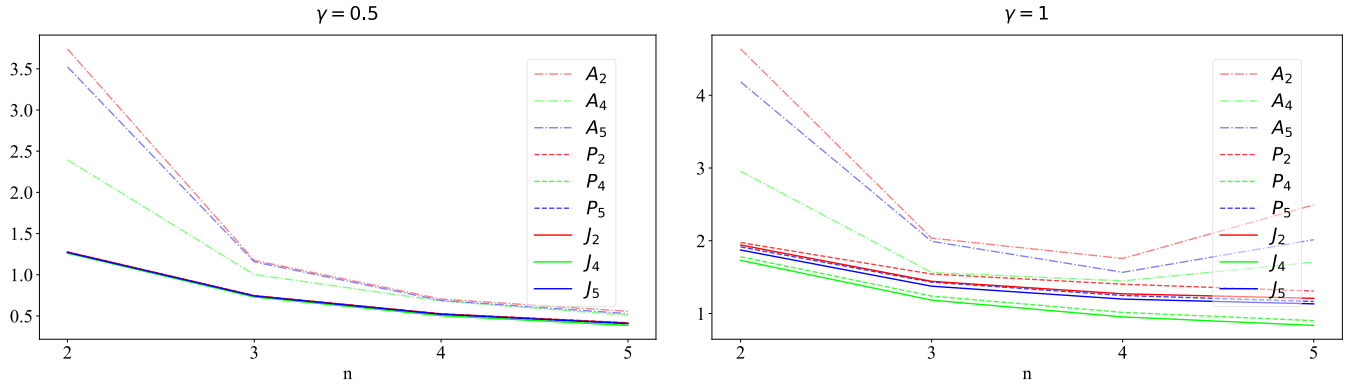 γ = 0.5
3.5
3.0
2.5
2.0
1.5
1.0
0.5
2
3
4
5
n
A₂
A₄
A₅
P₂
P₄
P₅
J₂
J₄
J₅
γ = 1
4
3
2
1
2
3
4
5
n
A₂
A₄
A₅
P₂
P₄
P₅
J₂
J₄
J₅